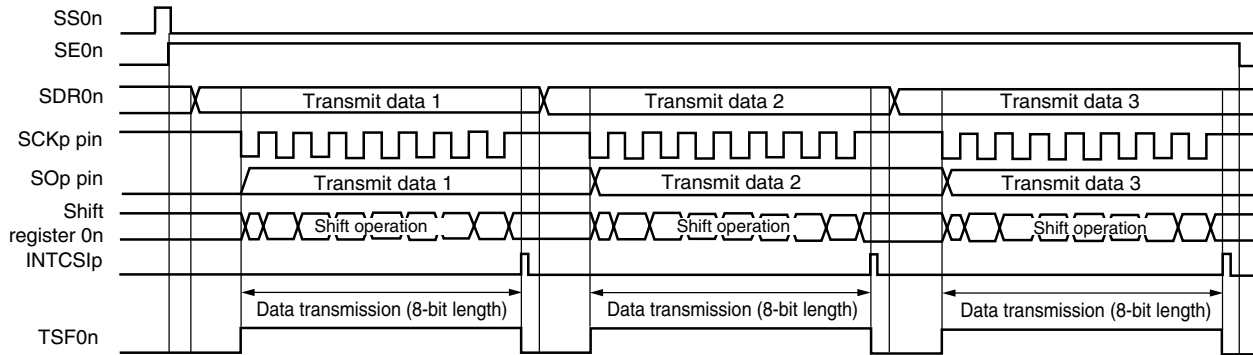 SS0n
SE0n
SDR0n Transmit data 1 Transmit data 2 Transmit data 3
SCKp pin
SOp pin Transmit data 1 Transmit data 2 Transmit data 3
Shift
register 0n Shift operation Shift operation Shift operation
INTCSIp
Data transmission (8-bit length) Data transmission (8-bit length) Data transmission (8-bit length)
TSF0n